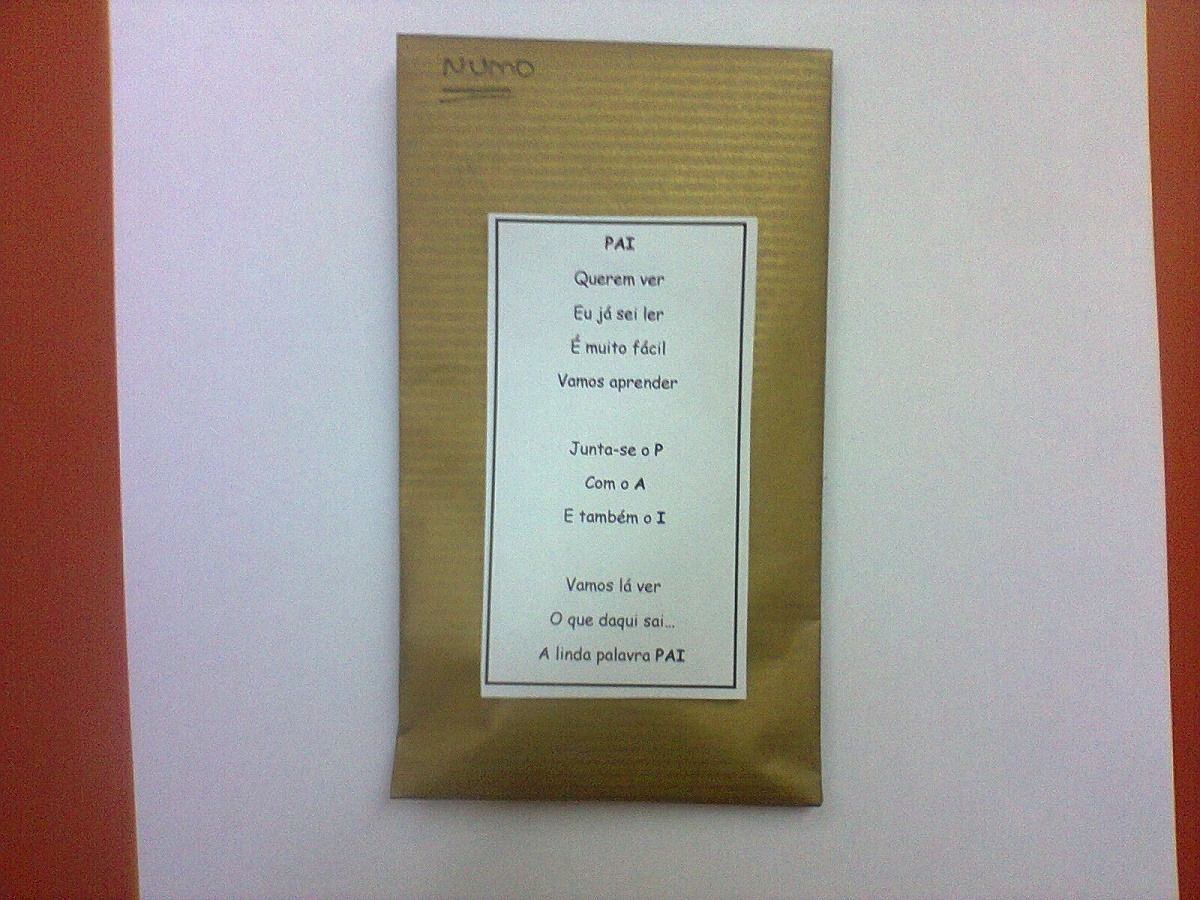 NUMO
PAI
Querem ver
Eu já sei ler
É muito fácil
Vamos aprender
Junta-se o P
Com o A
E também o I
Vamos lá ver
O que daqui sai...
A linda palavra PAI